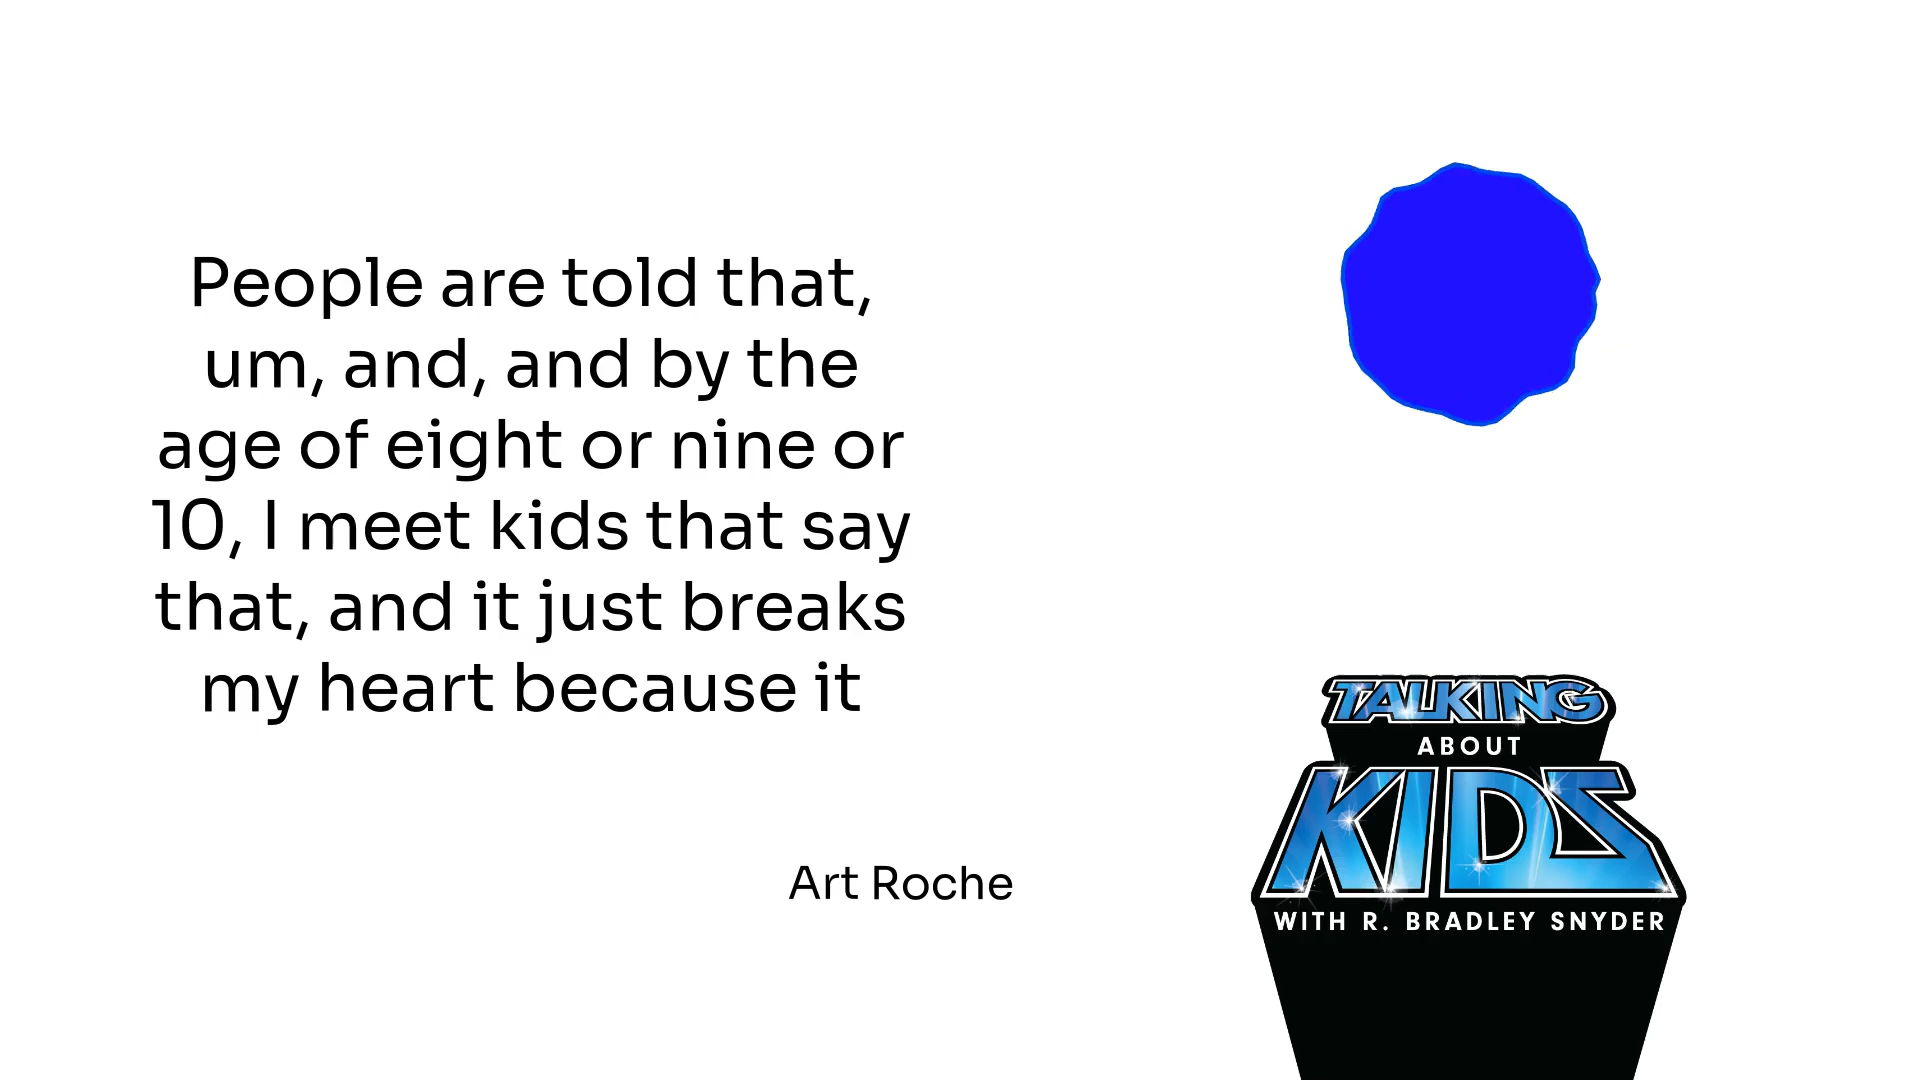 People are told that,
um, and, and by the
age of eight or nine or
10, I meet kids that say
that, and it just breaks
my heart because it
Art Roche
TALKING
ABOUT
KIDS
WITH R. BRADLEY SNYDER